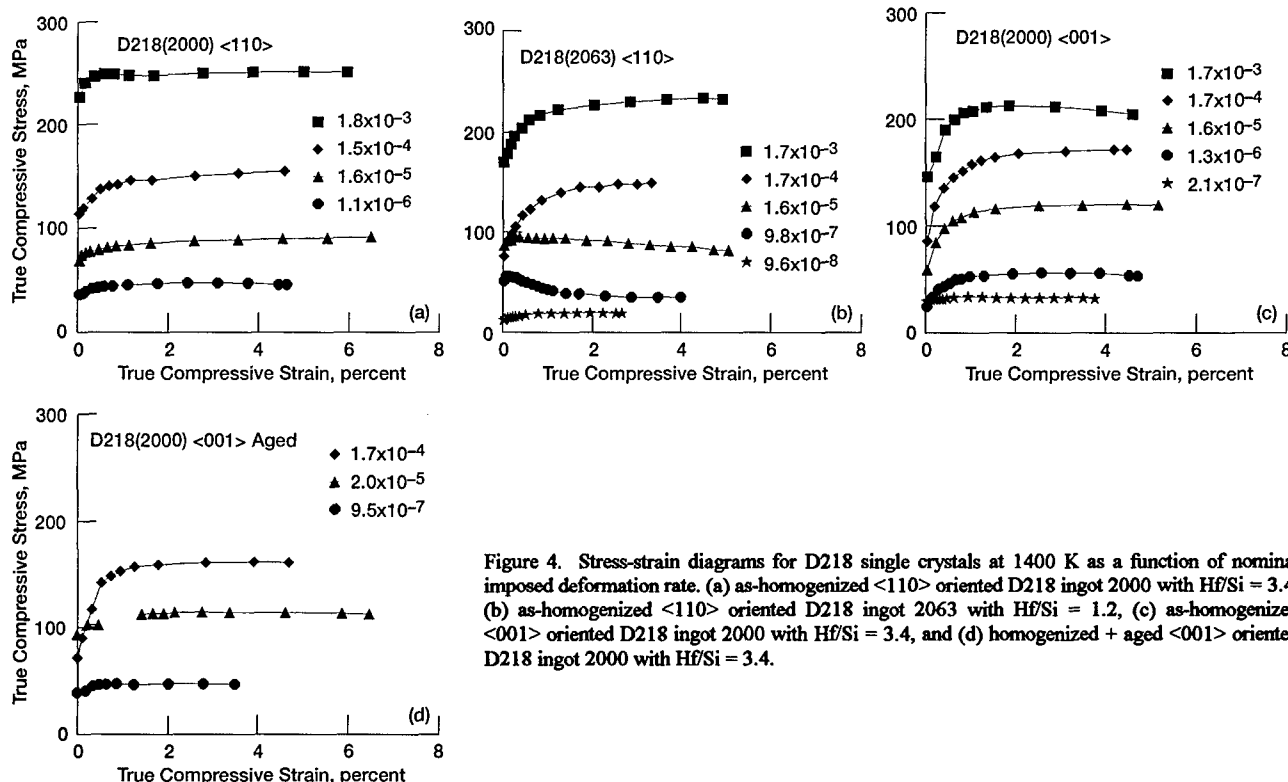 D218(2000) <110>
True Compressive Stress, MPa
300
200
100
0
1.8x10–3
1.5x10–4
1.6x10–5
1.1x10–6
(a)
0 2 4 6 8
True Compressive Strain, percent
D218(2063) <110>
300
200
100
0
1.7x10–3
1.7x10–4
1.6x10–5
9.8x10–7
9.6x10–8
(b)
0 2 4 6 8
True Compressive Strain, percent
D218(2000) <001>
300
200
100
0
1.7x10–3
1.7x10–4
1.6x10–5
1.3x10–6
2.1x10–7
(c)
0 2 4 6 8
True Compressive Strain, percent
D218(2000) <001> Aged
True Compressive Stress, MPa
300
200
100
0
1.7x10–4
2.0x10–5
9.5x10–7
(d)
0 2 4 6 8
True Compressive Strain, percent
Figure 4. Stress-strain diagrams for D218 single crystals at 1400 K as a function of nomina
imposed deformation rate. (a) as-homogenized <110> oriented D218 ingot 2000 with Hf/Si = 3.4
(b) as-homogenized <110> oriented D218 ingot 2063 with Hf/Si = 1.2, (c) as-homogenize
<001> oriented D218 ingot 2000 with Hf/Si = 3.4, and (d) homogenized + aged <001> oriente
D218 ingot 2000 with Hf/Si = 3.4.